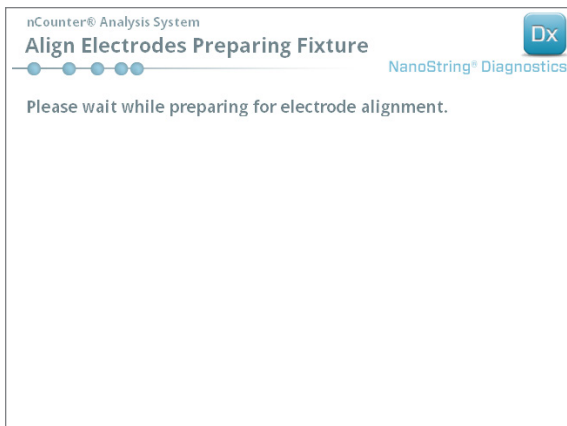 nCounter® Analysis System
Align Electrodes Preparing Fixture
Dx
NanoString® Diagnostics
Please wait while preparing for electrode alignment.